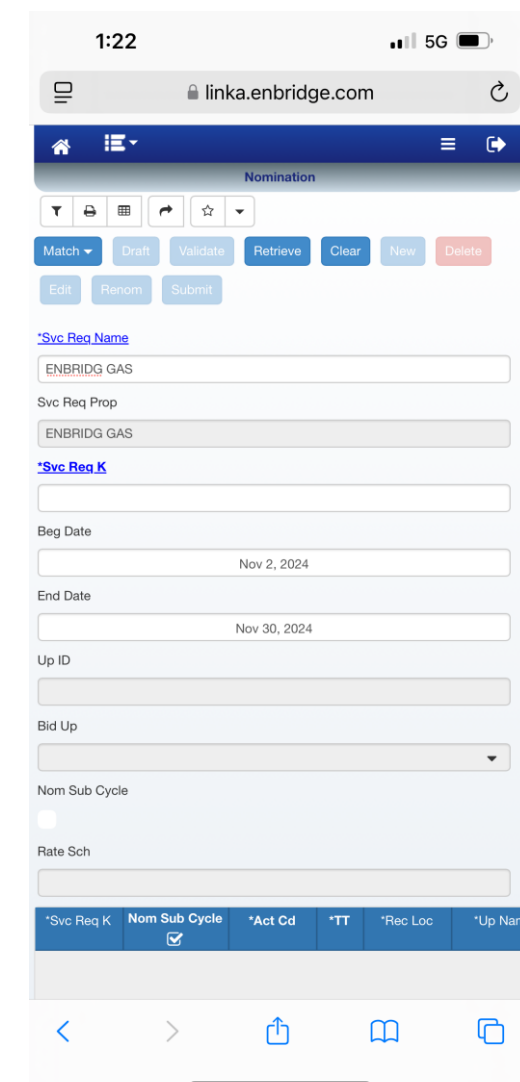 1:22 5G
linka.enbridge.com
Nomination
Match Draft Validate Retrieve Clear New Delete
Edit Renom Submit
*Svc Req Name
ENBRIDG GAS
Svc Req Prop
ENBRIDG GAS
*Svc Req K
Beg Date
Nov 2, 2024
End Date
Nov 30, 2024
Up ID
Bid Up
Nom Sub Cycle
Rate Sch
*Svc Req K Nom Sub Cycle *Act Cd *TT *Rec Loc *Up Nar